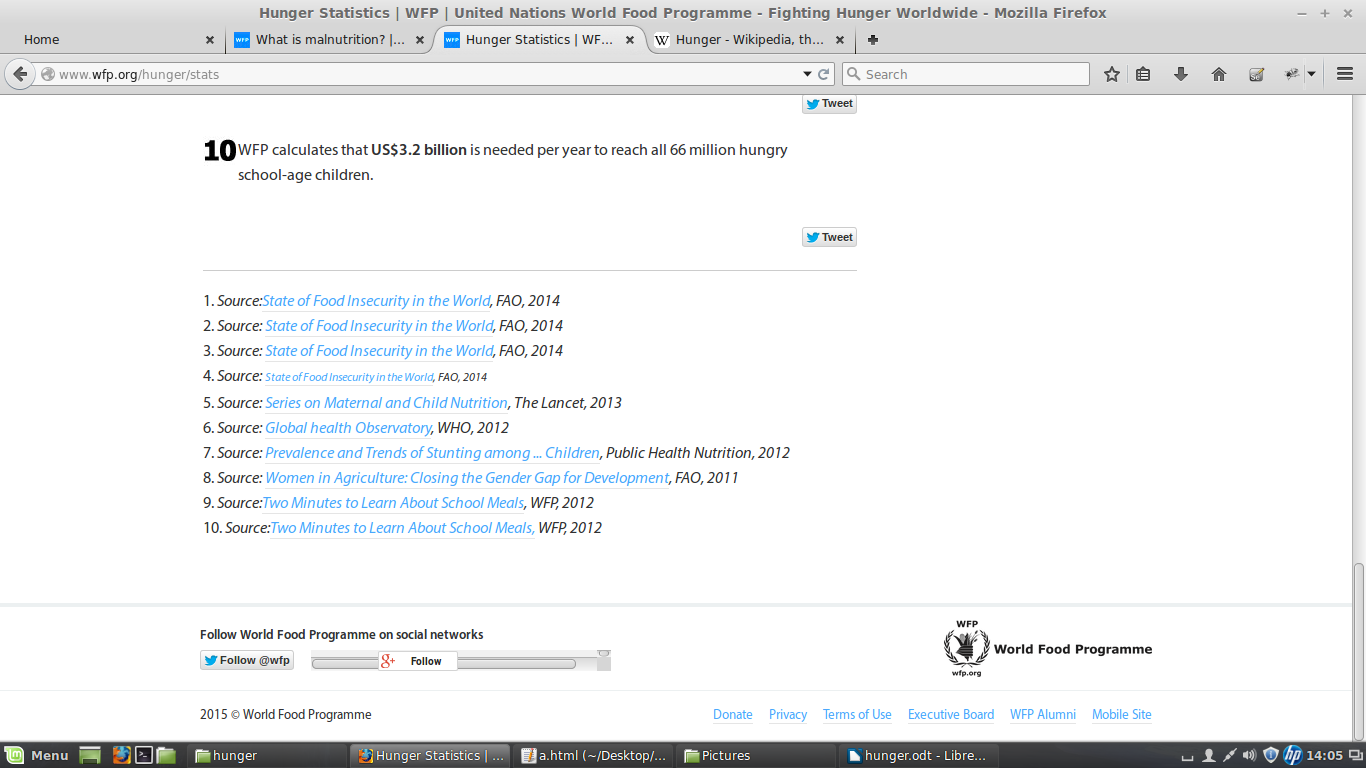 Hunger Statistics | WFP | United Nations World Food Programme - Fighting Hunger Worldwide - Mozilla Firefox
Home
WFP What is malnutrition? |...
WFP Hunger Statistics | WF...
W Hunger - Wikipedia, th...
www.wfp.org/hunger/stats
Search
Tweet
10 WFP calculates that US$3.2 billion is needed per year to reach all 66 million hungry
school-age children.
Tweet
1. Source:State of Food Insecurity in the World, FAO, 2014
2. Source: State of Food Insecurity in the World, FAO, 2014
3. Source: State of Food Insecurity in the World, FAO, 2014
4. Source: State of Food Insecurity in the World, FAO, 2014
5. Source: Series on Maternal and Child Nutrition, The Lancet, 2013
6. Source: Global health Observatory, WHO, 2012
7. Source: Prevalence and Trends of Stunting among ... Children, Public Health Nutrition, 2012
8. Source: Women in Agriculture: Closing the Gender Gap for Development, FAO, 2011
9. Source:Two Minutes to Learn About School Meals, WFP, 2012
10. Source:Two Minutes to Learn About School Meals, WFP, 2012
Follow World Food Programme on social networks
Follow @wfp
g+ Follow
WFP
World Food Programme
wfp.org
2015 © World Food Programme
Donate Privacy Terms of Use Executive Board WFP Alumni Mobile Site
Menu
hunger
Hunger Statistics | ...
a.html (~/Desktop/...
Pictures
hunger.odt - Libre...
hp
14:05